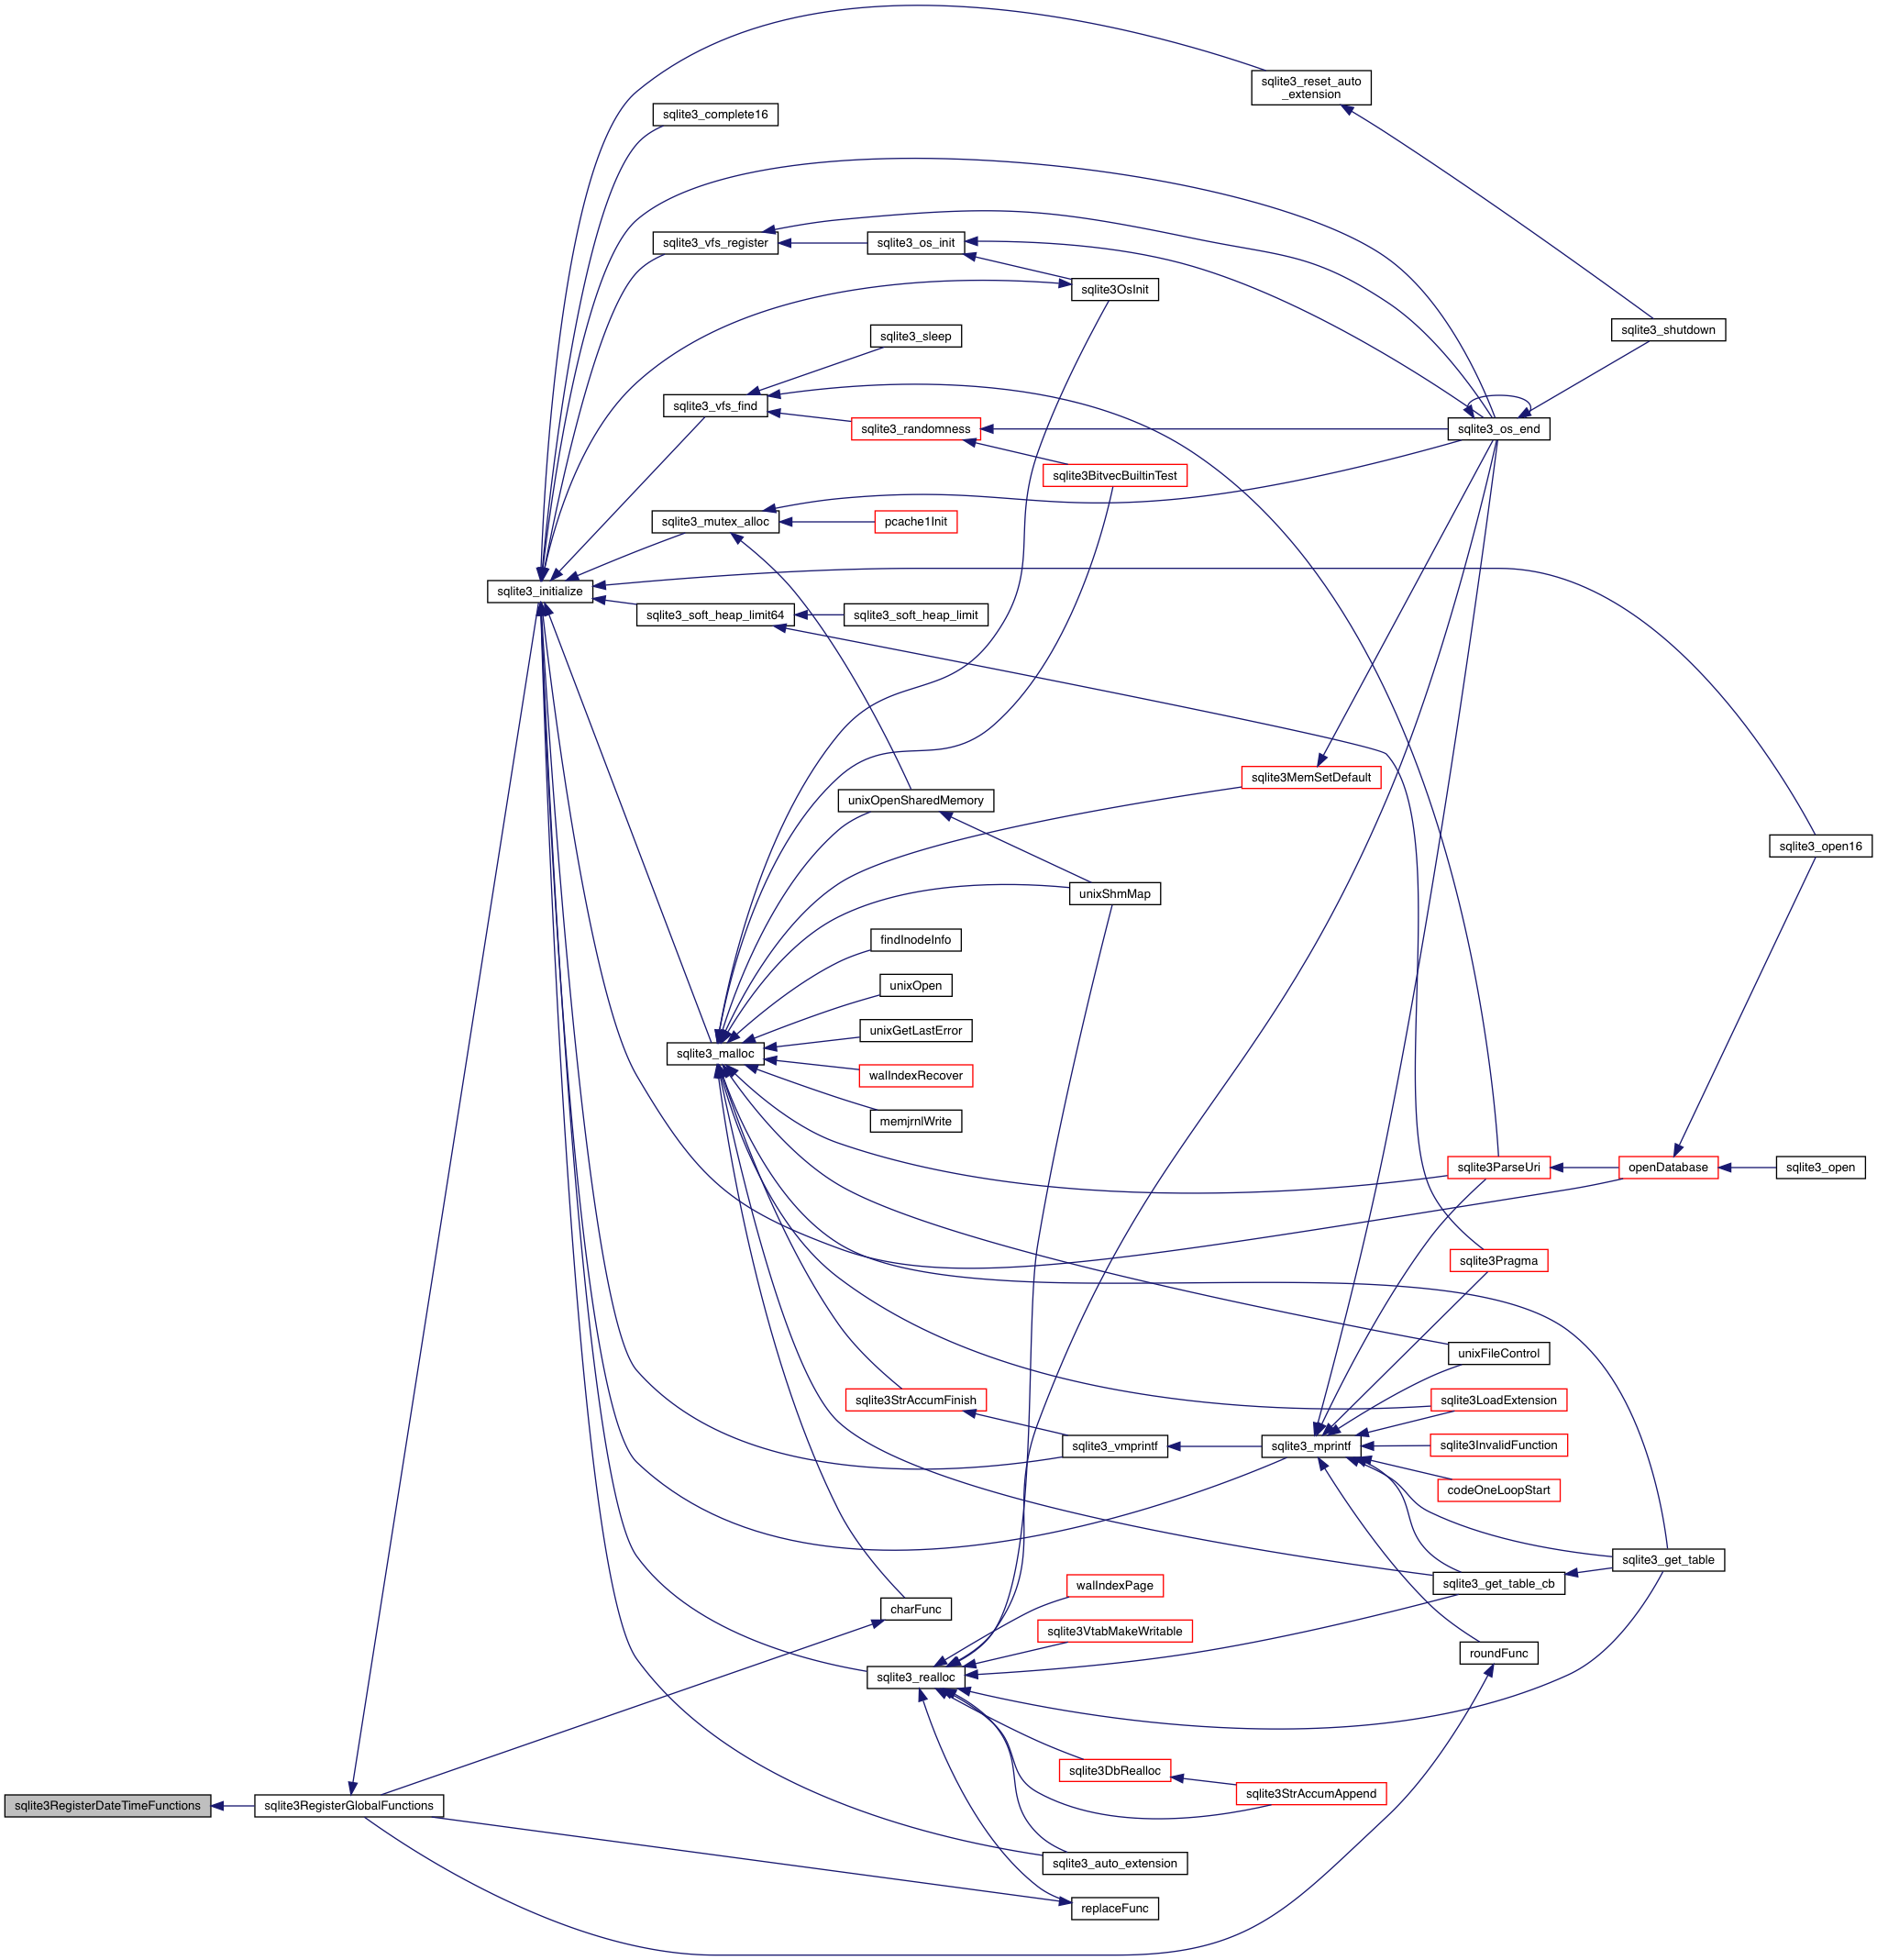 sqlite3_reset_auto
_extension
sqlite3_complete16
sqlite3_vfs_register
sqlite3_os_init
sqlite3OsInit
sqlite3_sleep
sqlite3_shutdown
sqlite3_vfs_find
sqlite3_randomness
sqlite3_os_end
sqlite3BitvecBuiltinTest
sqlite3_mutex_alloc
pcache1Init
sqlite3_initialize
sqlite3_soft_heap_limit64
sqlite3_soft_heap_limit
sqlite3MemSetDefault
unixOpenSharedMemory
sqlite3_open16
unixShmMap
findInodeInfo
unixOpen
unixGetLastError
sqlite3_malloc
walIndexRecover
memjrnlWrite
sqlite3ParseUri
openDatabase
sqlite3_open
sqlite3Pragma
unixFileControl
sqlite3StrAccumFinish
sqlite3LoadExtension
sqlite3_vmprintf
sqlite3_mprintf
sqlite3InvalidFunction
codeOneLoopStart
sqlite3_get_table
sqlite3_get_table_cb
walIndexPage
charFunc
sqlite3VtabMakeWritable
roundFunc
sqlite3_realloc
sqlite3DbRealloc
sqlite3StrAccumAppend
sqlite3RegisterDateTimeFunctions
sqlite3RegisterGlobalFunctions
sqlite3_auto_extension
replaceFunc